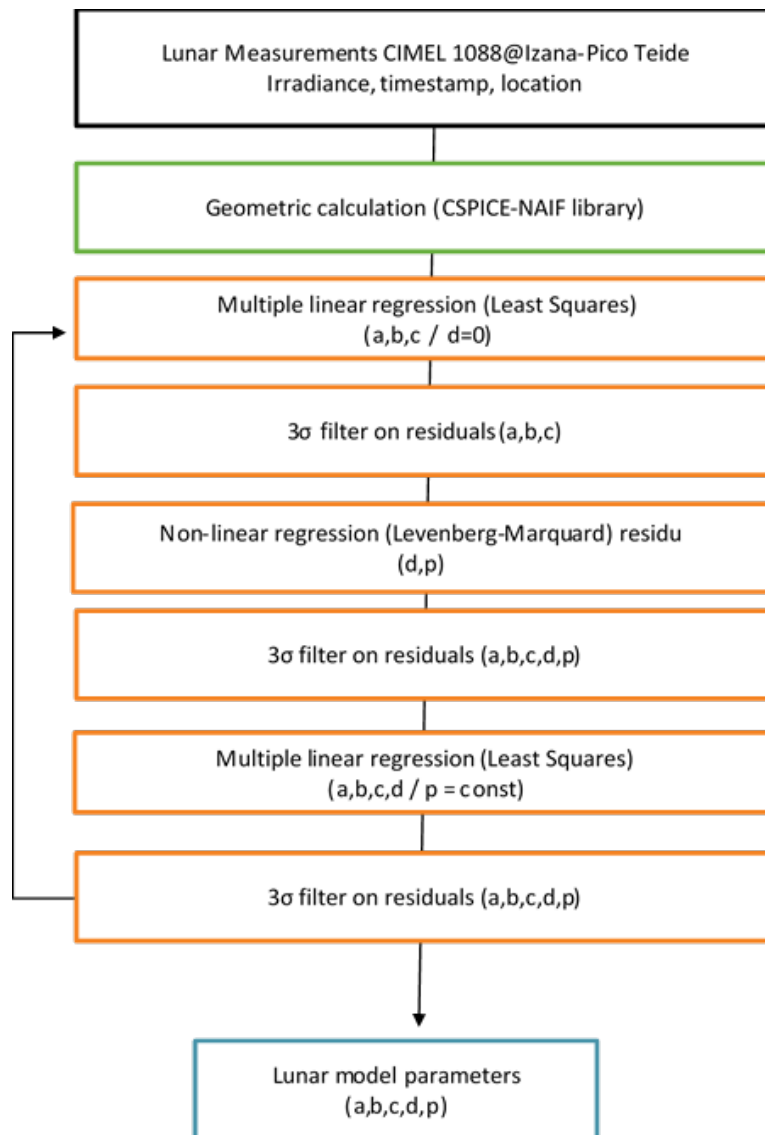 Lunar Measurements CIMEL 1088@Izana-Pico Teide
Irradiance, timestamp, location
Geometric calculation (CSPICE-NAIF library)
Multiple linear regression (Least Squares)
(a,b,c / d=0)
3σ filter on residuals (a,b,c)
Non-linear regression (Levenberg-Marquard) residu
(d,p)
3σ filter on residuals (a,b,c,d,p)
Multiple linear regression (Least Squares)
(a,b,c,d / p = const)
3σ filter on residuals (a,b,c,d,p)
Lunar model parameters
(a,b,c,d,p)